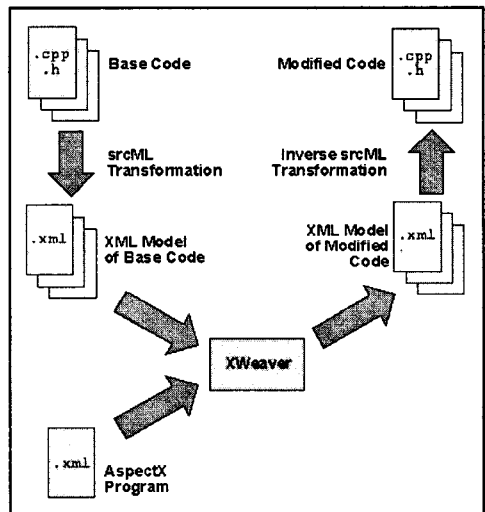 .cpp
.h
Base Code
Modified Code
.cpp
.h
srcML
Transformation
Inverse srcML
Transformation
.xml
XML Model
of Base Code
XML Model
of Modified
Code
.xml
XWeaver
.xml
AspectX
Program